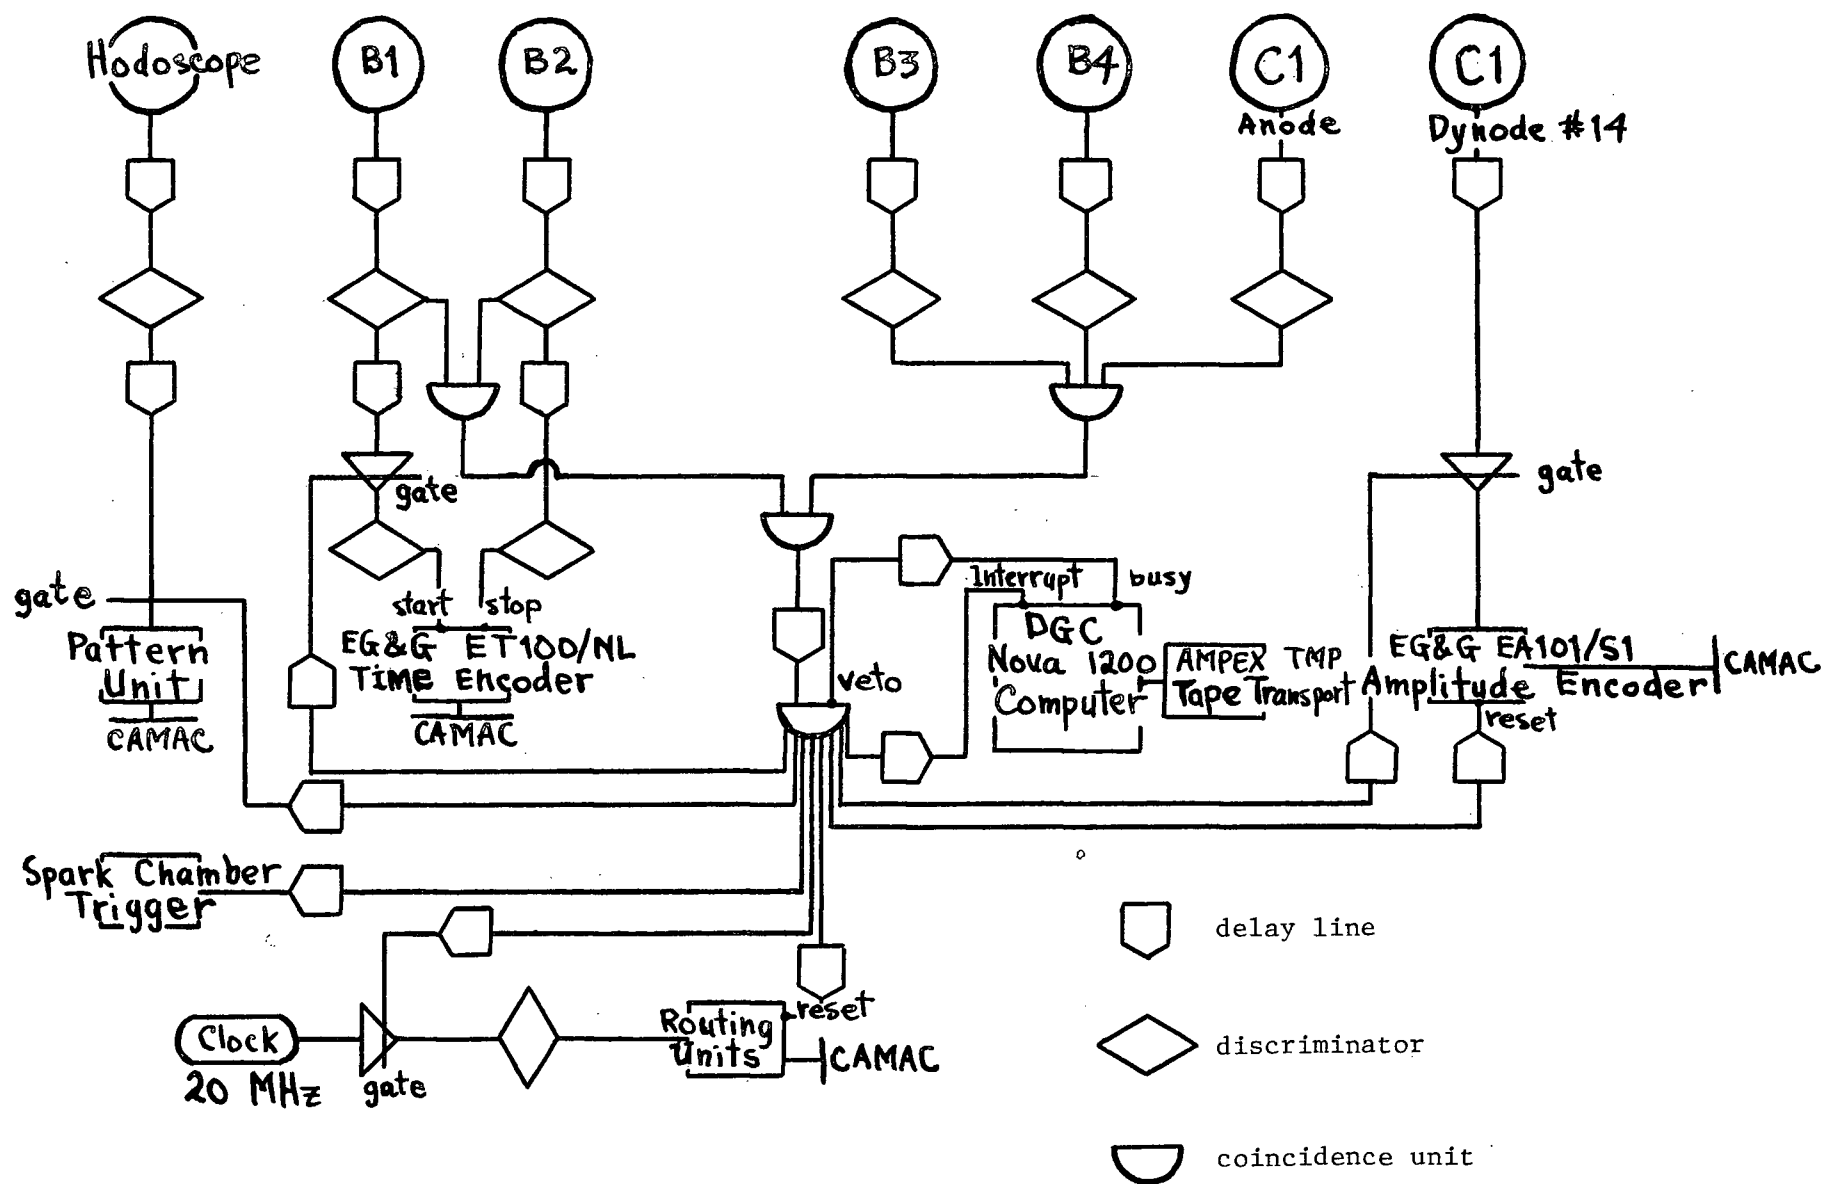 Hodoscope
B1
B2
B3
B4
C1
C1
Anode
Dynode #14
gate
gate
gate
start
stop
Interrupt
busy
Pattern
Unit
CAMAC
EG&G ET100/NL
TIME Encoder
CAMAC
veto
DGC
Nova 1200
Computer
AMPEX TMP
Tape Transport
EG&G EA101/S1
Amplitude Encoder
CAMAC
reset
Spark Chamber
Trigger
delay line
reset
Clock
20 MHz
gate
Routing
Units
CAMAC
discriminator
coincidence unit